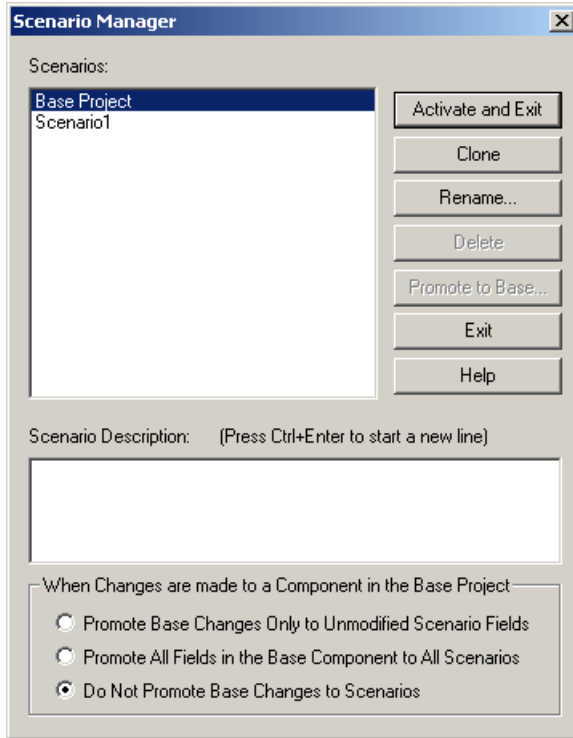 Scenario Manager
Scenarios:
Base Project
Scenario1
Activate and Exit
Clone
Rename...
Delete
Promote to Base...
Exit
Help
Scenario Description: (Press Ctrl+Enter to start a new line)
When Changes are made to a Component in the Base Project
Promote Base Changes Only to Unmodified Scenario Fields
Promote All Fields in the Base Component to All Scenarios
Do Not Promote Base Changes to Scenarios